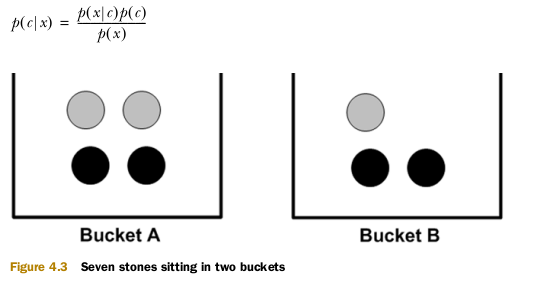 p(c|x) = p(x|c)p(c) / p(x)
Bucket A
Bucket B
Figure 4.3 Seven stones sitting in two buckets